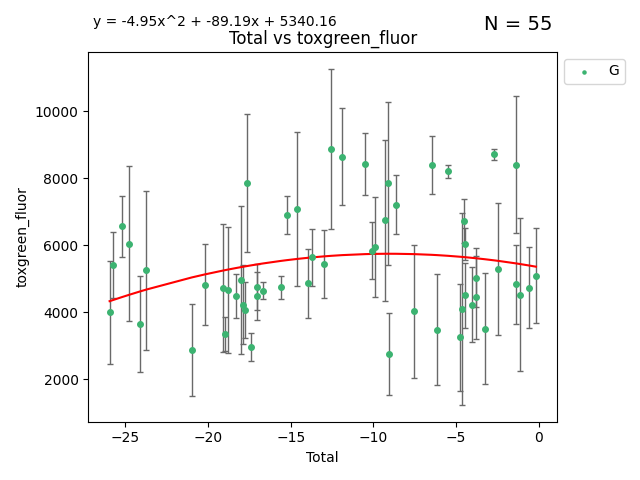 y = -4.95x^2 + -89.19x + 5340.16
N = 55
Total vs toxgreen_fluor
G
10000
8000
6000
4000
2000
toxgreen_fluor
−25 −20 −15 −10 −5 0
Total